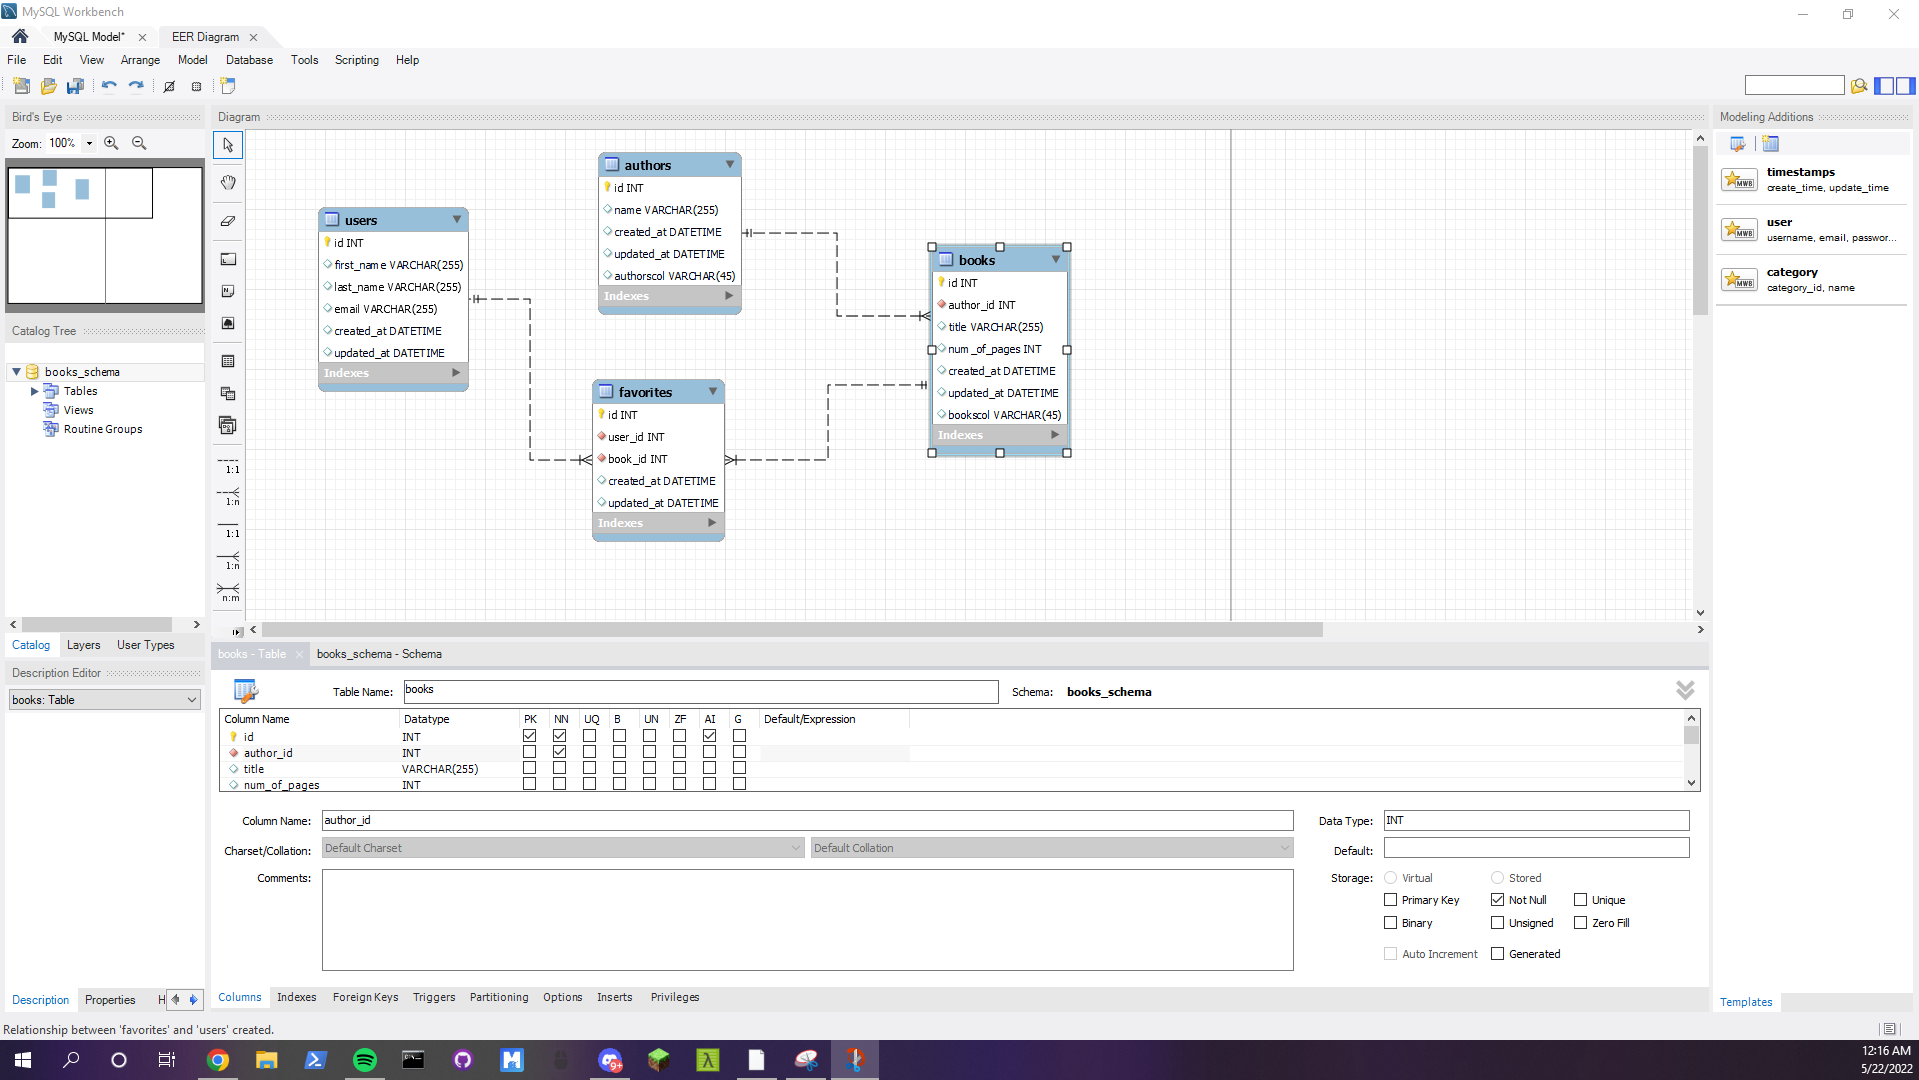 MySQL Workbench
MySQL Model*
EER Diagram
File Edit View Arrange Model Database Tools Scripting Help
Bird's Eye
Zoom: 100%
Catalog Tree
books_schema
Tables
Views
Routine Groups
Catalog Layers User Types
Description Editor
books: Table
Description Properties H
Diagram
1:1
1:n
1:1
1:n
n:m
users
id INT
first_name VARCHAR(255)
last_name VARCHAR(255)
email VARCHAR(255)
created_at DATETIME
updated_at DATETIME
Indexes
authors
id INT
name VARCHAR(255)
created_at DATETIME
updated_at DATETIME
authorscol VARCHAR(45)
Indexes
favorites
id INT
user_id INT
book_id INT
created_at DATETIME
updated_at DATETIME
Indexes
books
id INT
author_id INT
title VARCHAR(255)
num_of_pages INT
created_at DATETIME
updated_at DATETIME
bookscol VARCHAR(45)
Indexes
Modeling Additions
timestamps
create_time, update_time
user
username, email, passwor...
category
category_id, name
Templates
books - Table
books_schema - Schema
Table Name: books
Schema: books_schema
Column Name Datatype PK NN UQ B UN ZF AI G Default/Expression
id INT
author_id INT
title VARCHAR(255)
num_of_pages INT
Column Name: author_id
Data Type: INT
Charset/Collation: Default Charset Default Collation
Default:
Comments:
Storage: Virtual Stored
Primary Key Not Null Unique
Binary Unsigned Zero Fill
Auto Increment Generated
Columns Indexes Foreign Keys Triggers Partitioning Options Inserts Privileges
Relationship between 'favorites' and 'users' created.
12:16 AM
5/22/2022